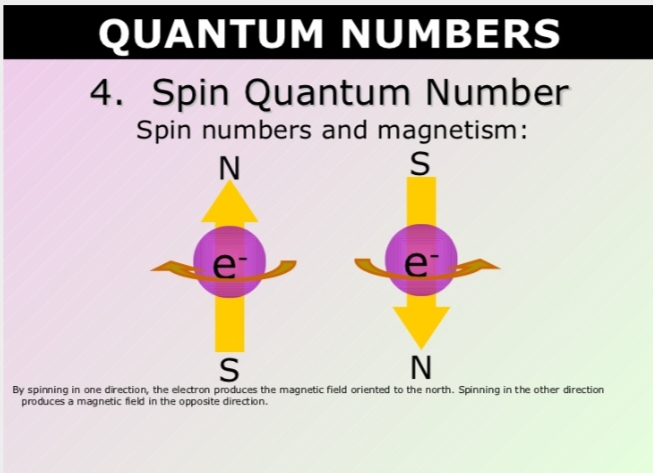 QUANTUM NUMBERS
4. Spin Quantum Number
Spin numbers and magnetism:
N S
e- e-
S N
By spinning in one direction, the electron produces the magnetic field oriented to the north. Spinning in the other direction
produces a magnetic field in the opposite direction.